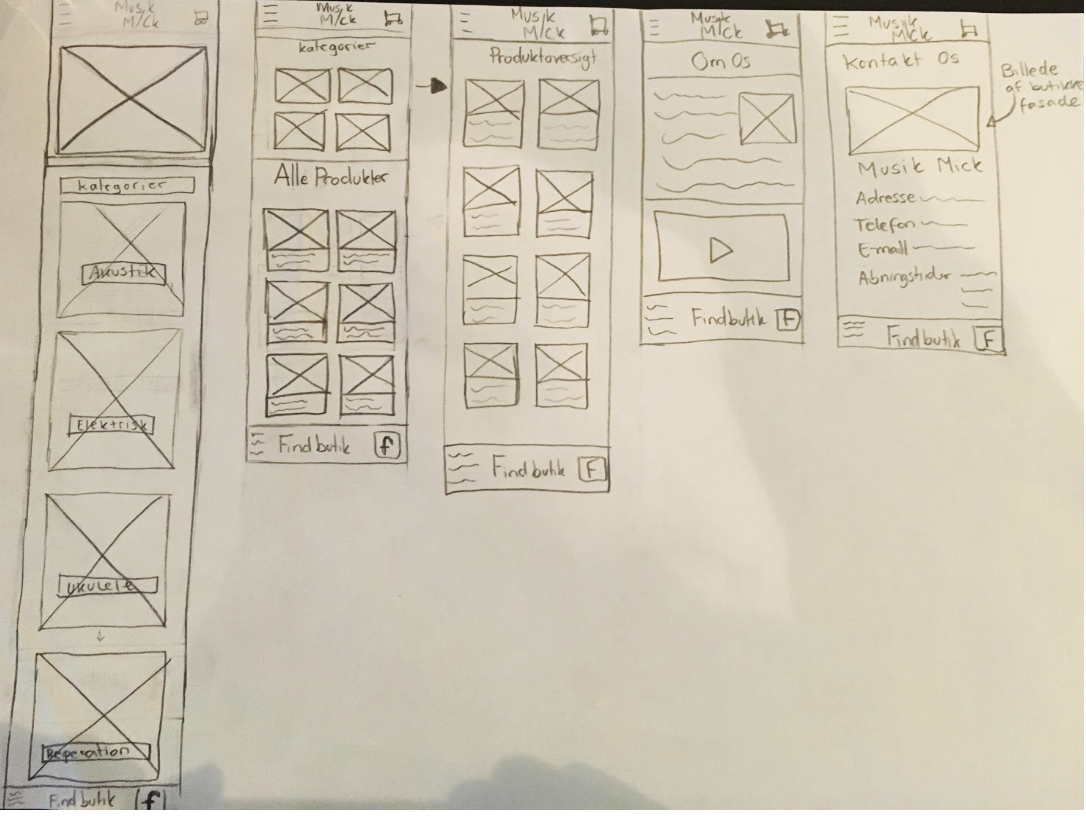 Musik
Mick
Kategorier
Akustik
Elektrisk
Ukulele
Reperation
Find butik
f
Musik
Mick
Kategorier
Alle Produkter
Find butik
f
Musik
Mick
Produktoversigt
Find butik
F
Musik
Mick
Om Os
Find butik
F
Musik
Mick
Kontakt Os
Musik Mick
Adresse
Telefon
E-mail
Åbningstider
Find butik
F
Billede
af butikke
fasade